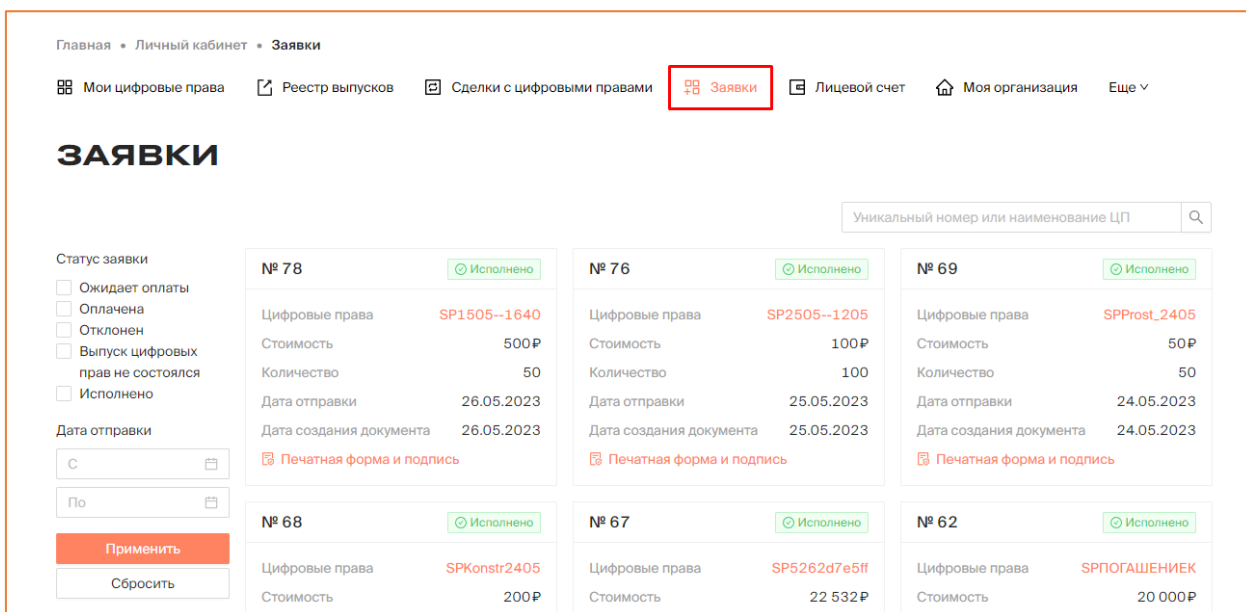 Главная • Личный кабинет • Заявки
Мои цифровые права Реестр выпусков Сделки с цифровыми правами Заявки Лицевой счет Моя организация Еще
ЗАЯВКИ
Уникальный номер или наименование ЦП
Статус заявки
Ожидает оплаты
Оплачена
Отклонен
Выпуск цифровых
прав не состоялся
Исполнено
Дата отправки
С
По
Применить
Сбросить
№ 78 Исполнено
Цифровые права SP1505--1640
Стоимость 500 ₽
Количество 50
Дата отправки 26.05.2023
Дата создания документа 26.05.2023
Печатная форма и подпись
№ 76 Исполнено
Цифровые права SP2505--1205
Стоимость 100 ₽
Количество 100
Дата отправки 25.05.2023
Дата создания документа 25.05.2023
Печатная форма и подпись
№ 69 Исполнено
Цифровые права SPProst_2405
Стоимость 50 ₽
Количество 50
Дата отправки 24.05.2023
Дата создания документа 24.05.2023
Печатная форма и подпись
№ 68 Исполнено
Цифровые права SPKonstr2405
Стоимость 200 ₽
№ 67 Исполнено
Цифровые права SP5262d7e5ff
Стоимость 22 532 ₽
№ 62 Исполнено
Цифровые права SPПОГАШЕНИЕК
Стоимость 20 000 ₽